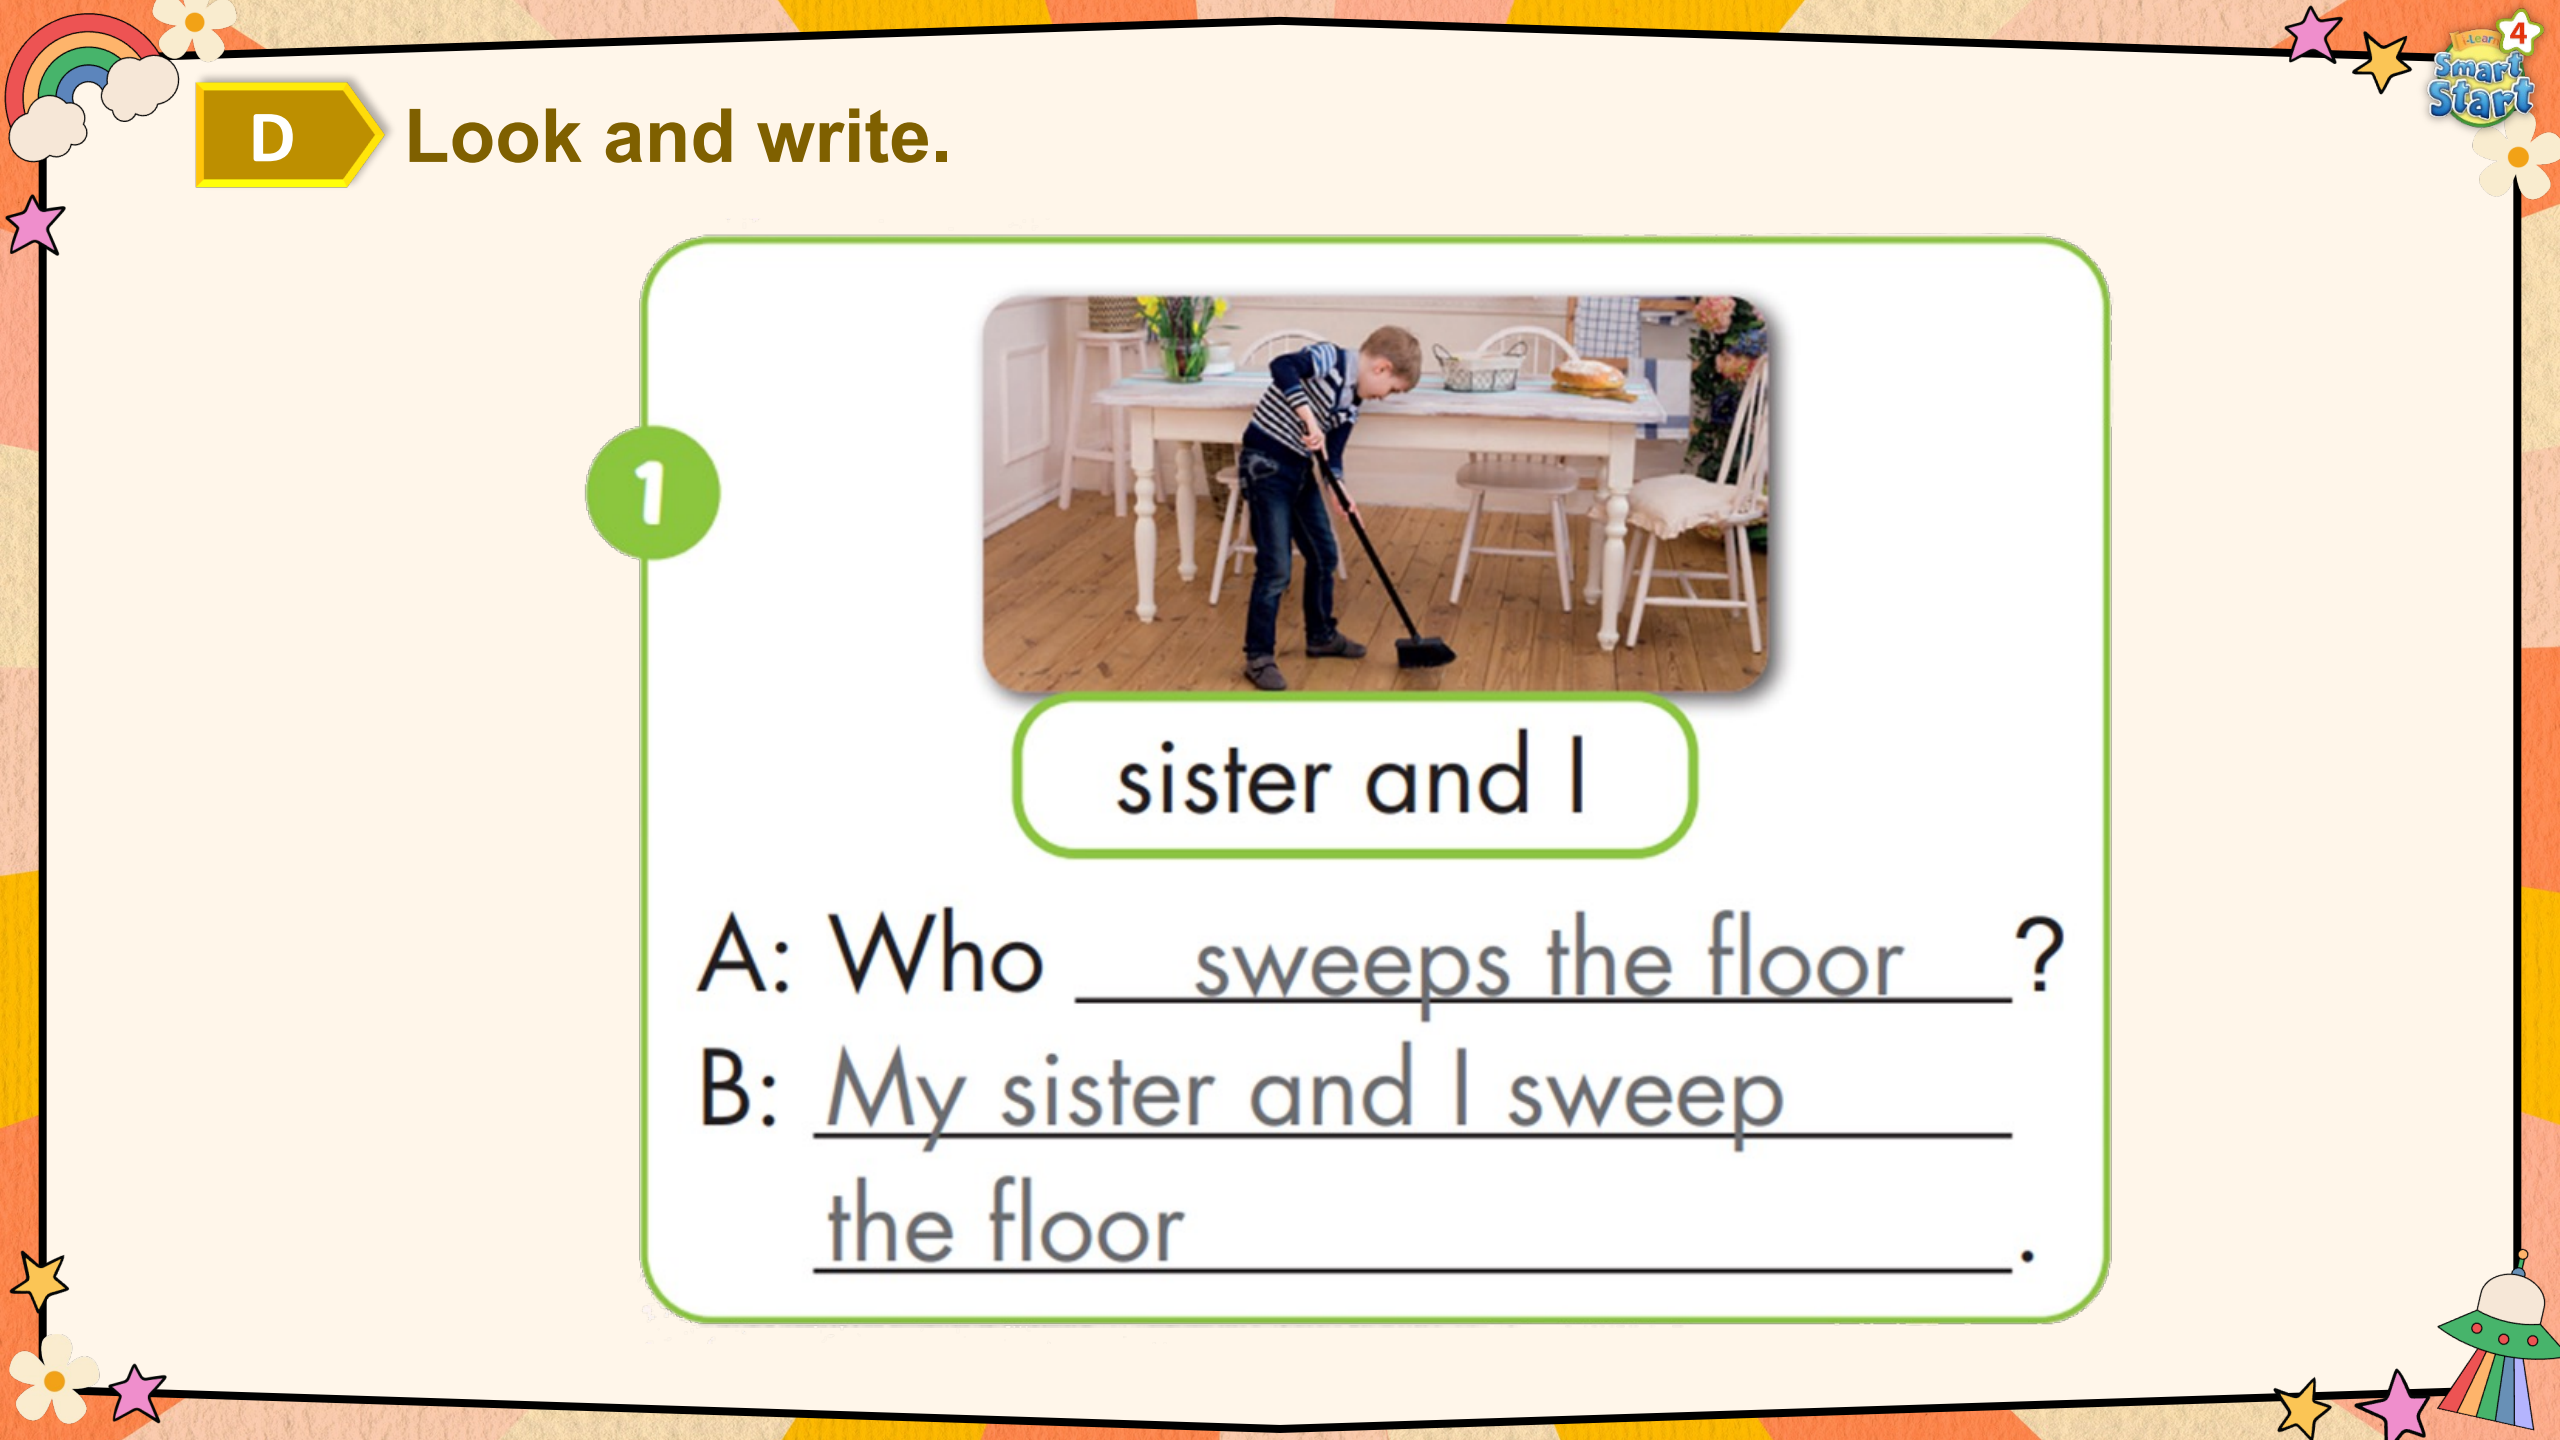 i-Learn
4
Smart
Start
D Look and write.
1
sister and I
A: Who sweeps the floor?
B: My sister and I sweep
the floor.